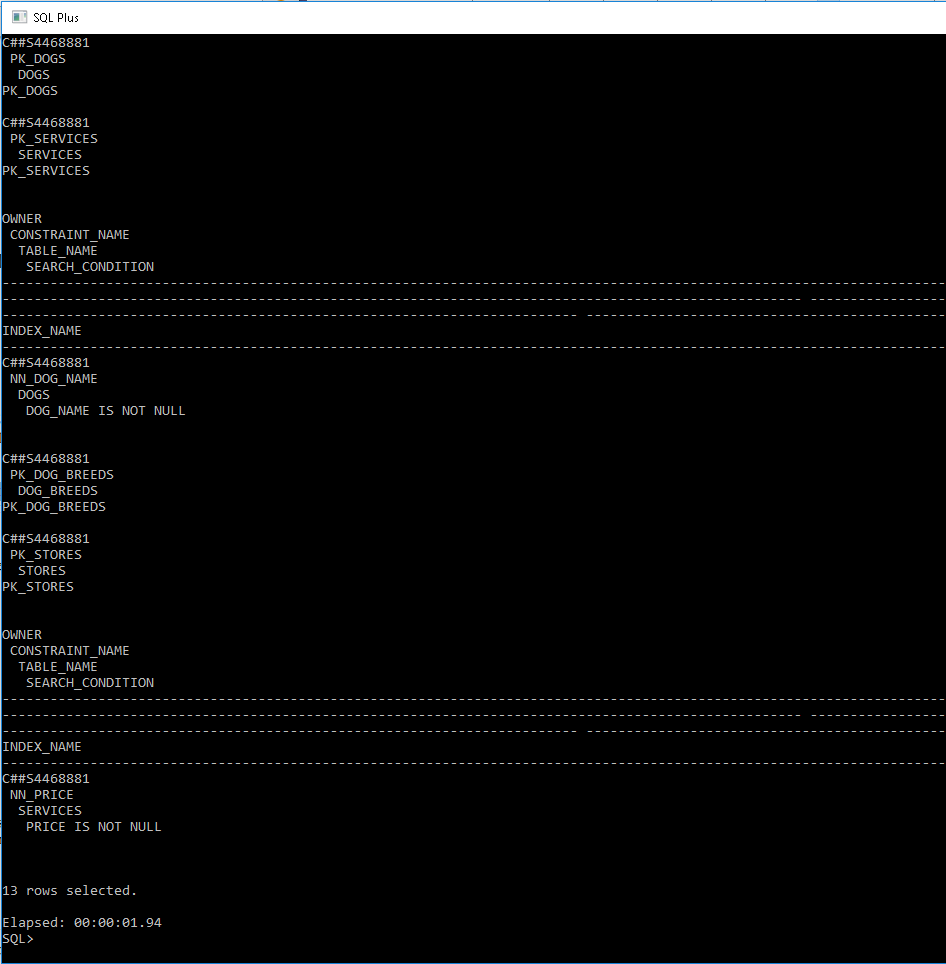 SQL Plus
C##S4468881
 PK_DOGS
  DOGS
PK_DOGS

C##S4468881
 PK_SERVICES
  SERVICES
PK_SERVICES


OWNER
 CONSTRAINT_NAME
  TABLE_NAME
   SEARCH_CONDITION
----------------------------------------------------------------------------------------------------------------------
---------------------------------------------------------------------------------------------------- -----------------
------------------------------------------------------------------------ ---------------------------------------------
INDEX_NAME
----------------------------------------------------------------------------------------------------------------------
C##S4468881
 NN_DOG_NAME
  DOGS
   DOG_NAME IS NOT NULL


C##S4468881
 PK_DOG_BREEDS
  DOG_BREEDS
PK_DOG_BREEDS

C##S4468881
 PK_STORES
  STORES
PK_STORES


OWNER
 CONSTRAINT_NAME
  TABLE_NAME
   SEARCH_CONDITION
----------------------------------------------------------------------------------------------------------------------
---------------------------------------------------------------------------------------------------- -----------------
------------------------------------------------------------------------ ---------------------------------------------
INDEX_NAME
----------------------------------------------------------------------------------------------------------------------
C##S4468881
 NN_PRICE
  SERVICES
   PRICE IS NOT NULL



13 rows selected.

Elapsed: 00:00:01.94
SQL>